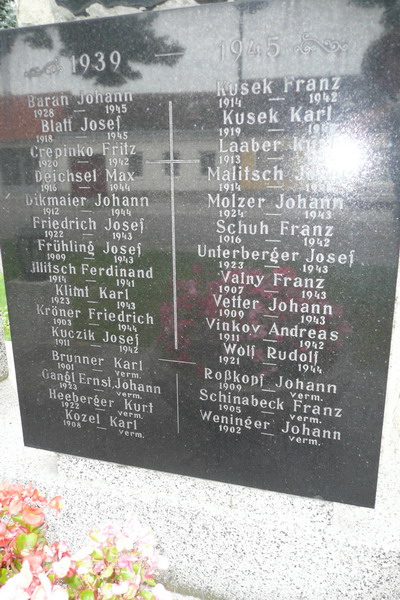 1939 — 1945
Barah Johann
1928 — 1945
Blatt Josef
1918 — 1945
Crepinko Fritz
1920 — 1942
Deichsel Max
1916 — 1944
Dikmaier Johann
1912 — 1944
Friedrich Josef
1922 — 1943
Frühling Josef
1909 — 1943
Jllitsch Ferdinand
1914 — 1941
Kliml Karl
1923 — 1943
Kröner Friedrich
1903 — 1944
Kuczik Josef
1911 — 1942
Brunner Karl
1901 — verm.
Gangl Ernst, Johann
1923 — verm.
Heeberger Kurt
1922 — verm.
Kozel Karl
1908 — verm.
Kusek Franz
1914 — 1942
Kusek Karl
1919
Laaber
1913
Malitsch
1914
Molzer Johann
1924 — 1943
Schuh Franz
1916 — 1942
Unterberger Josef
1923 — 1943
Valny Franz
1907 — 1943
Vetter Johann
1909 — 1943
Vinkov Andreas
1911 — 1942
Wolf Rudolf
1921 — 1944
Roßkopf Johann
1909 — verm.
Schinabeck Franz
1905 — verm.
Weninger Johann
1902 — verm.